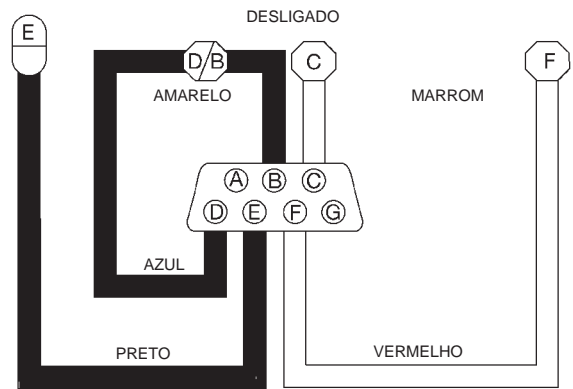 DESLIGADO
E
D/B
C
F
AMARELO
MARROM
A B C
D E F G
AZUL
PRETO
VERMELHO